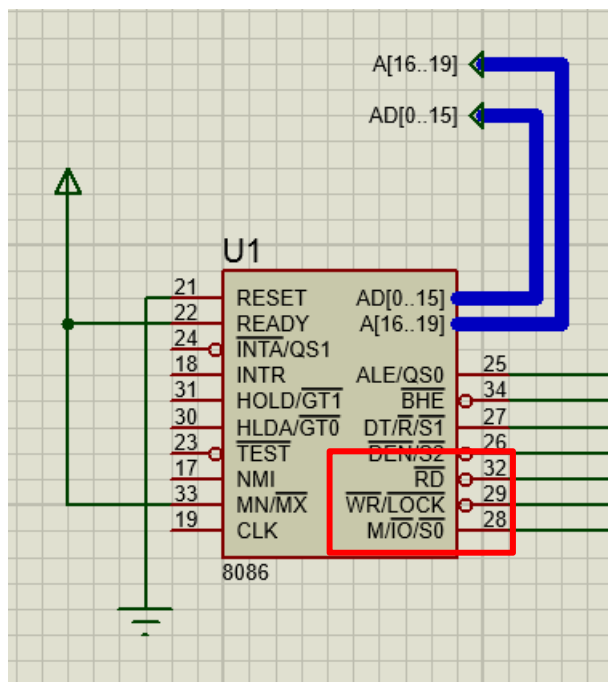 A[16..19]
AD[0..15]
U1
21 RESET AD[0..15]
22 READY A[16..19]
24 INTA/QS1
18 INTR ALE/QS0 25
31 HOLD/GT1 BHE 34
30 HLDA/GT0 DT/R/S1 27
23 TEST DEN/S2 26
17 NMI RD 32
33 MN/MX WR/LOCK 29
19 CLK M/IO/S0 28
8086